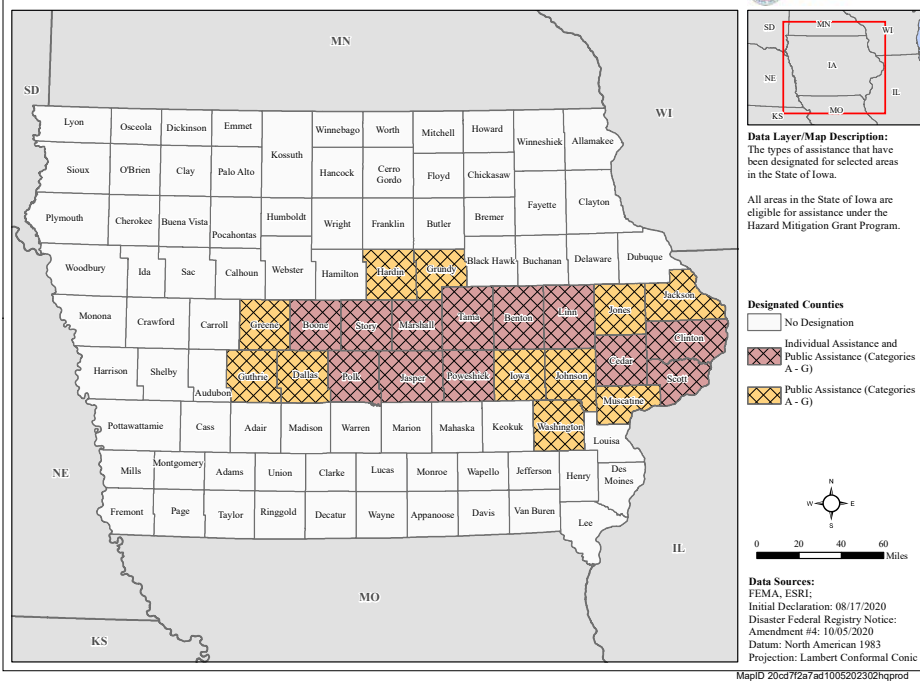 MN
SD
WI
NE
IL
MO
KS
Lyon
Osceola
Dickinson
Emmet
Kossuth
Winnebago
Worth
Mitchell
Howard
Winneshiek
Allamakee
Sioux
O'Brien
Clay
Palo Alto
Hancock
Cerro
Gordo
Floyd
Chickasaw
Fayette
Clayton
Plymouth
Cherokee
Buena Vista
Pocahontas
Humboldt
Wright
Franklin
Butler
Bremer
Woodbury
Ida
Sac
Calhoun
Webster
Hamilton
Hardin
Grundy
Black Hawk
Buchanan
Delaware
Dubuque
Monona
Crawford
Carroll
Greene
Boone
Story
Marshall
Tama
Benton
Linn
Jones
Jackson
Clinton
Harrison
Shelby
Audubon
Guthrie
Dallas
Polk
Jasper
Poweshiek
Iowa
Johnson
Cedar
Scott
Muscatine
Pottawattamie
Cass
Adair
Madison
Warren
Marion
Mahaska
Keokuk
Washington
Louisa
Mills
Montgomery
Adams
Union
Clarke
Lucas
Monroe
Wapello
Jefferson
Henry
Des
Moines
Fremont
Page
Taylor
Ringgold
Decatur
Wayne
Appanoose
Davis
Van Buren
Lee
SD
MN
WI
IA
NE
IL
KS
MO
Data Layer/Map Description:
The types of assistance that have
been designated for selected areas
in the State of Iowa.
All areas in the State of Iowa are
eligible for assistance under the
Hazard Mitigation Grant Program.
Designated Counties
No Designation
Individual Assistance and
Public Assistance (Categories
A - G)
Public Assistance (Categories
A - G)
N
W
E
S
0 20 40 60
Miles
Data Sources:
FEMA, ESRI;
Initial Declaration: 08/17/2020
Disaster Federal Registry Notice:
Amendment #4: 10/05/2020
Datum: North American 1983
Projection: Lambert Conformal Conic
MapID 20cd7f2a7ad1005202302hqprod